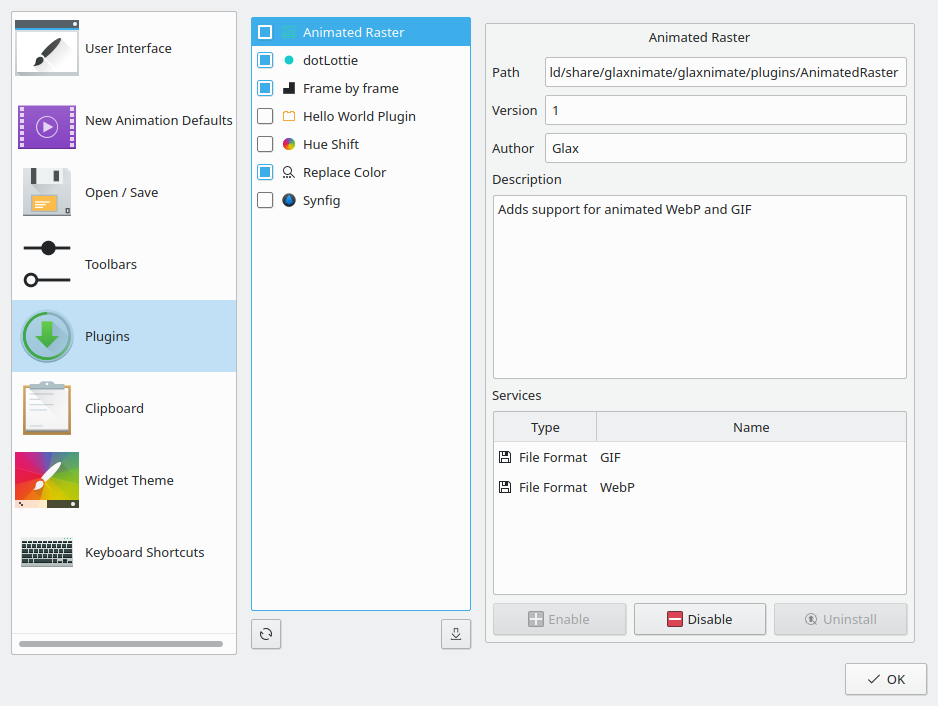 User Interface
New Animation Defaults
Open / Save
Toolbars
Plugins
Clipboard
Widget Theme
Keyboard Shortcuts
Animated Raster
dotLottie
Frame by frame
Hello World Plugin
Hue Shift
Replace Color
Synfig
Animated Raster
Path
ld/share/glaxnimate/glaxnimate/plugins/AnimatedRaster
Version
1
Author
Glax
Description
Adds support for animated WebP and GIF
Services
Type Name
File Format GIF
File Format WebP
Enable
Disable
Uninstall
OK